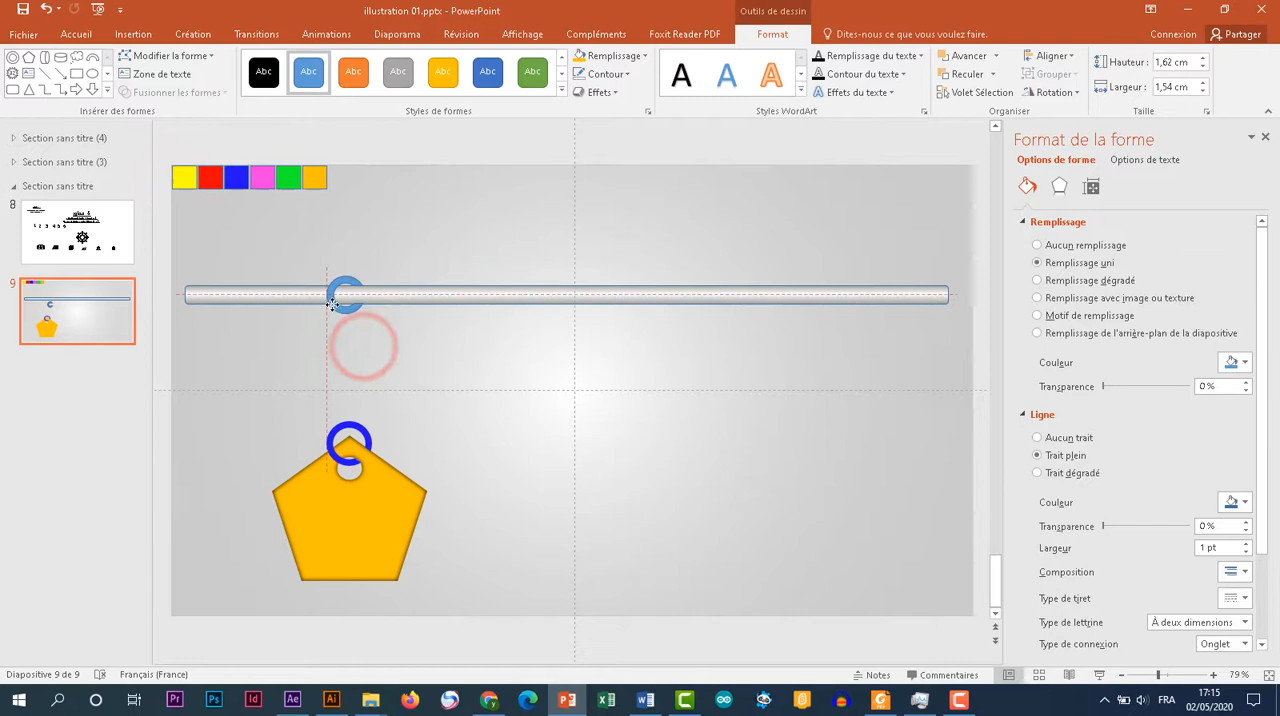 illustration 01.pptx - PowerPoint
Outils de dessin
Fichier Accueil Insertion Création Transitions Animations Diaporama Révision Affichage Compléments Foxit Reader PDF Format Dites-nous ce que vous voulez faire. Connexion Partager
Modifier la forme
Zone de texte
Fusionner les formes
Insérer des formes
Abc Abc Abc Abc Abc Abc Abc
Remplissage
Contour
Effets
Styles de formes
A A A
Remplissage du texte
Contour du texte
Effets du texte
Styles WordArt
Avancer
Reculer
Volet Sélection
Aligner
Grouper
Rotation
Organiser
Hauteur : 1,62 cm
Largeur : 1,54 cm
Taille
Section sans titre (4)
Section sans titre (3)
Section sans titre
8
9
Format de la forme
Options de forme Options de texte
Remplissage
Aucun remplissage
Remplissage uni
Remplissage dégradé
Remplissage avec image ou texture
Motif de remplissage
Remplissage de l'arrière-plan de la diapositive
Couleur
Transparence 0 %
Ligne
Aucun trait
Trait plein
Trait dégradé
Couleur
Transparence 0 %
Largeur 1 pt
Composition
Type de tiret
Type de lettrine À deux dimensions
Type de connexion Onglet
Diapositive 9 de 9 Français (France) Notes Commentaires 79 %
Pr Ps Id Ae Ai
FRA 17:15
02/05/2020